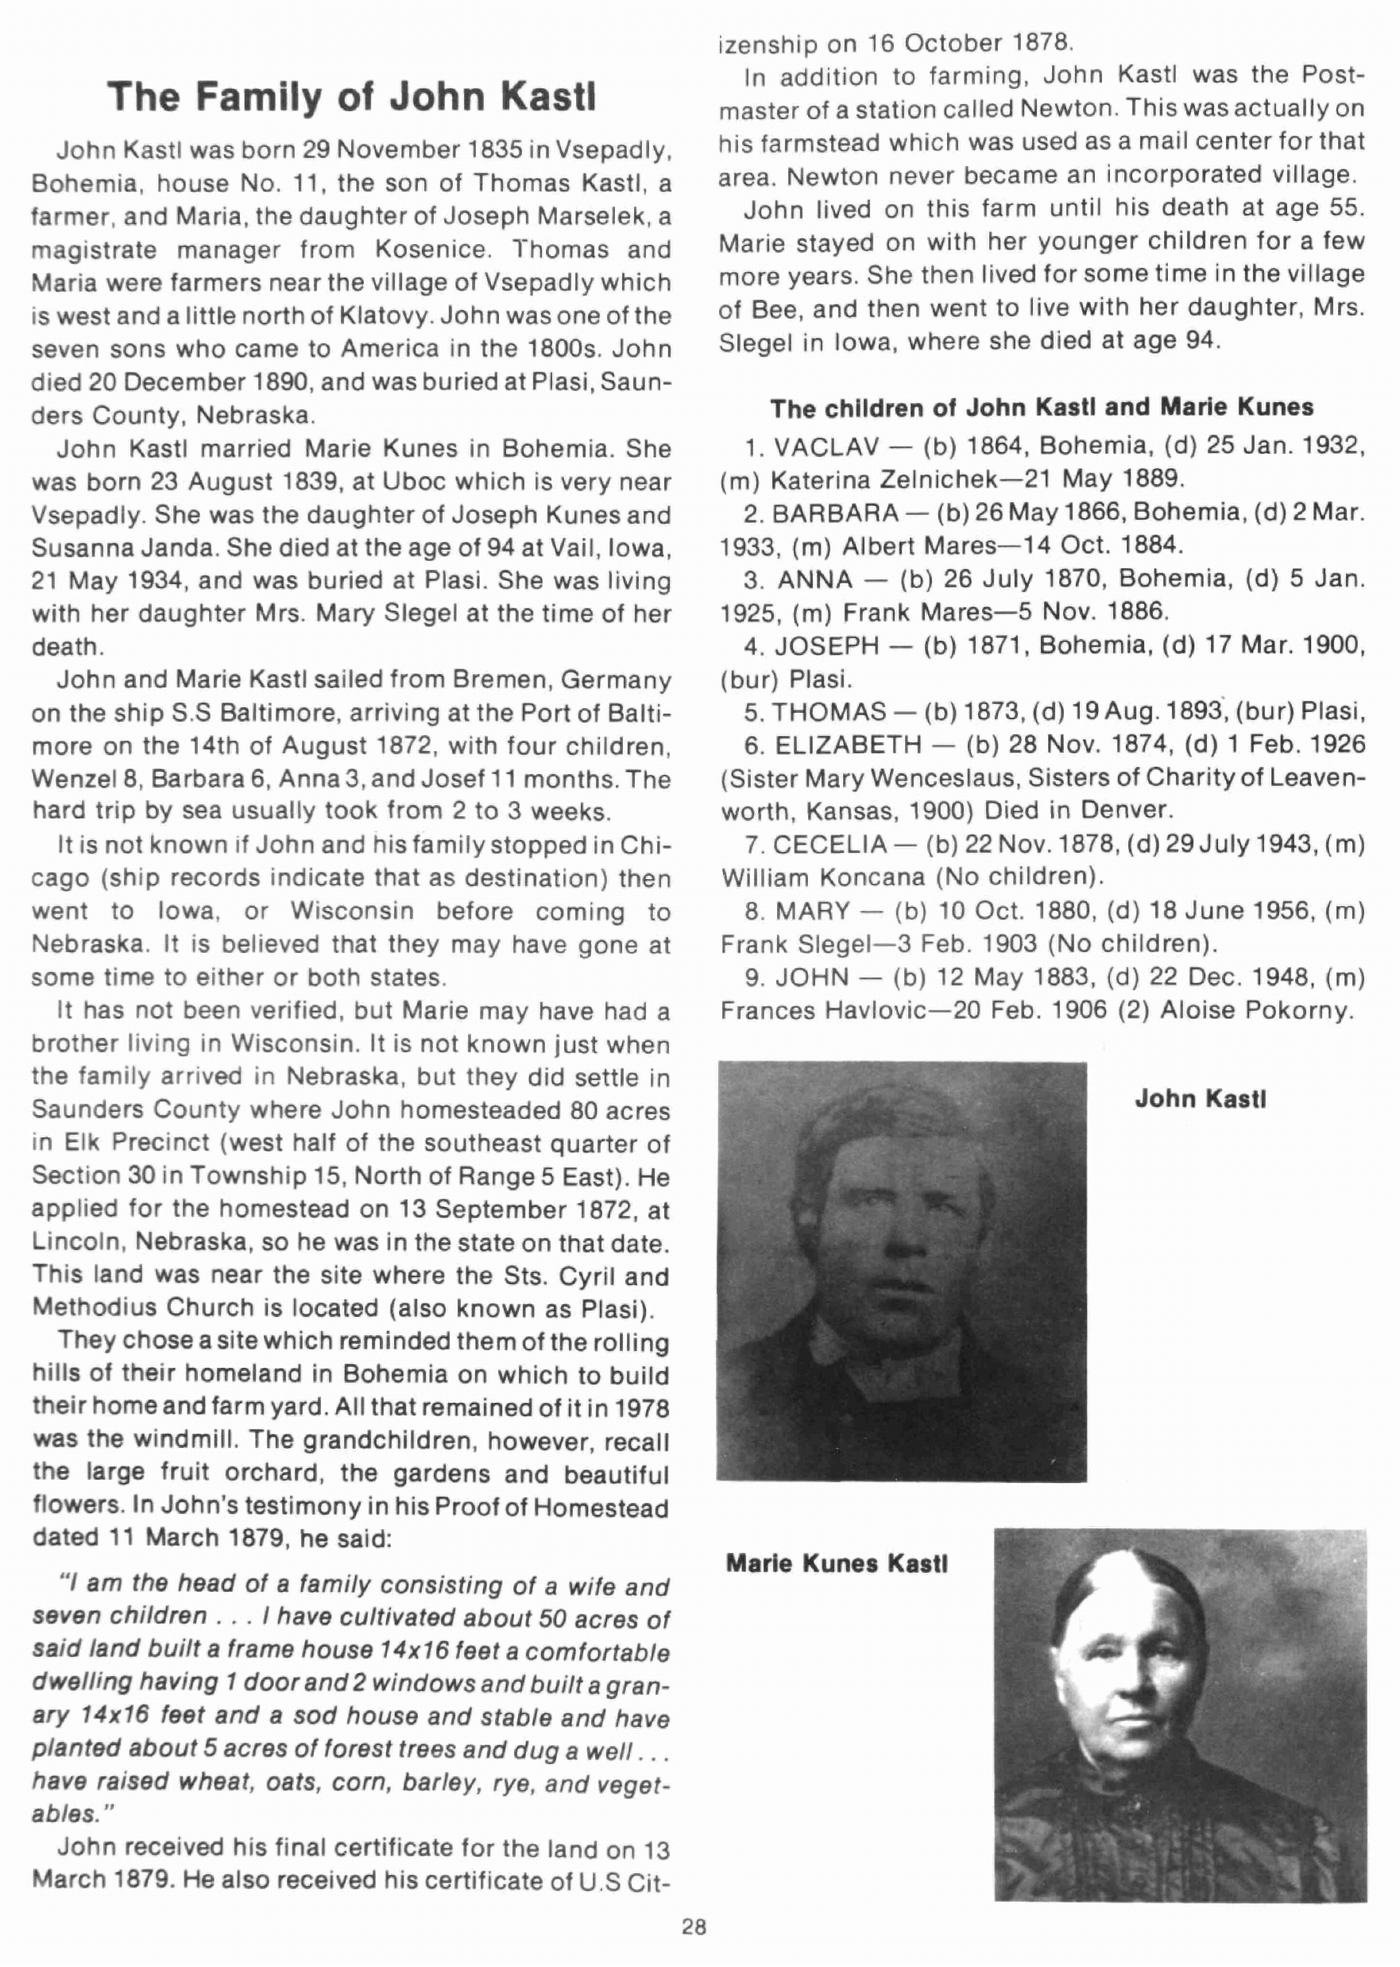 The Family of John Kastl
John Kastl was born 29 November 1835 in Vsepadly,
Bohemia, house No. 11, the son of Thomas Kastl, a
farmer, and Maria, the daughter of Joseph Marselek, a
magistrate manager from Kosenice. Thomas and
Maria were farmers near the village of Vsepadly which
is west and a little north of Klatovy. John was one of the
seven sons who came to America in the 1800s. John
died 20 December 1890, and was buried at Plasi, Saun-
ders County, Nebraska.
John Kastl married Marie Kunes in Bohemia. She
was born 23 August 1839, at Uboc which is very near
Vsepadly. She was the daughter of Joseph Kunes and
Susanna Janda. She died at the age of 94 at Vail, Iowa,
21 May 1934, and was buried at Plasi. She was living
with her daughter Mrs. Mary Slegel at the time of her
death.
John and Marie Kastl sailed from Bremen, Germany
on the ship S.S Baltimore, arriving at the Port of Balti-
more on the 14th of August 1872, with four children,
Wenzel 8, Barbara 6, Anna 3, and Josef 11 months. The
hard trip by sea usually took from 2 to 3 weeks.
It is not known if John and his family stopped in Chi-
cago (ship records indicate that as destination) then
went to Iowa, or Wisconsin before coming to
Nebraska. It is believed that they may have gone at
some time to either or both states.
It has not been verified, but Marie may have had a
brother living in Wisconsin. It is not known just when
the family arrived in Nebraska, but they did settle in
Saunders County where John homesteaded 80 acres
in Elk Precinct (west half of the southeast quarter of
Section 30 in Township 15, North of Range 5 East). He
applied for the homestead on 13 September 1872, at
Lincoln, Nebraska, so he was in the state on that date.
This land was near the site where the Sts. Cyril and
Methodius Church is located (also known as Plasi).
They chose a site which reminded them of the rolling
hills of their homeland in Bohemia on which to build
their home and farm yard. All that remained of it in 1978
was the windmill. The grandchildren, however, recall
the large fruit orchard, the gardens and beautiful
flowers. In John's testimony in his Proof of Homestead
dated 11 March 1879, he said:
"I am the head of a family consisting of a wife and
seven children . . . I have cultivated about 50 acres of
said land built a frame house 14x16 feet a comfortable
dwelling having 1 door and 2 windows and built a gran-
ary 14x16 feet and a sod house and stable and have
planted about 5 acres of forest trees and dug a well . . .
have raised wheat, oats, corn, barley, rye, and veget-
ables."
John received his final certificate for the land on 13
March 1879. He also received his certificate of U.S Cit-
izenship on 16 October 1878.
In addition to farming, John Kastl was the Post-
master of a station called Newton. This was actually on
his farmstead which was used as a mail center for that
area. Newton never became an incorporated village.
John lived on this farm until his death at age 55.
Marie stayed on with her younger children for a few
more years. She then lived for some time in the village
of Bee, and then went to live with her daughter, Mrs.
Slegel in Iowa, where she died at age 94.
The children of John Kastl and Marie Kunes
1. VACLAV — (b) 1864, Bohemia, (d) 25 Jan. 1932,
(m) Katerina Zelnichek—21 May 1889.
2. BARBARA — (b) 26 May 1866, Bohemia, (d) 2 Mar.
1933, (m) Albert Mares—14 Oct. 1884.
3. ANNA — (b) 26 July 1870, Bohemia, (d) 5 Jan.
1925, (m) Frank Mares—5 Nov. 1886.
4. JOSEPH — (b) 1871, Bohemia, (d) 17 Mar. 1900,
(bur) Plasi.
5. THOMAS — (b) 1873, (d) 19 Aug. 1893, (bur) Plasi,
6. ELIZABETH — (b) 28 Nov. 1874, (d) 1 Feb. 1926
(Sister Mary Wenceslaus, Sisters of Charity of Leaven-
worth, Kansas, 1900) Died in Denver.
7. CECELIA — (b) 22 Nov. 1878, (d) 29 July 1943, (m)
William Koncana (No children).
8. MARY — (b) 10 Oct. 1880, (d) 18 June 1956, (m)
Frank Slegel—3 Feb. 1903 (No children).
9. JOHN — (b) 12 May 1883, (d) 22 Dec. 1948, (m)
Frances Havlovic—20 Feb. 1906 (2) Aloise Pokorny.
John Kastl
Marie Kunes Kastl
28